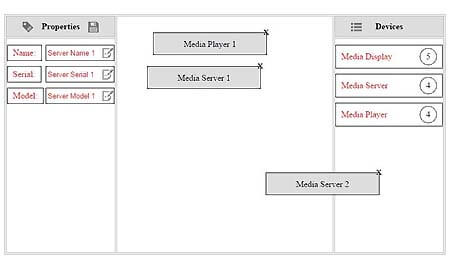 Properties
Name:
Server Name 1
Serial:
Server Serial 1
Model:
Server Model 1
x
Media Player 1
x
Media Server 1
x
Media Server 2
Devices
Media Display
5
Media Server
4
Media Player
4